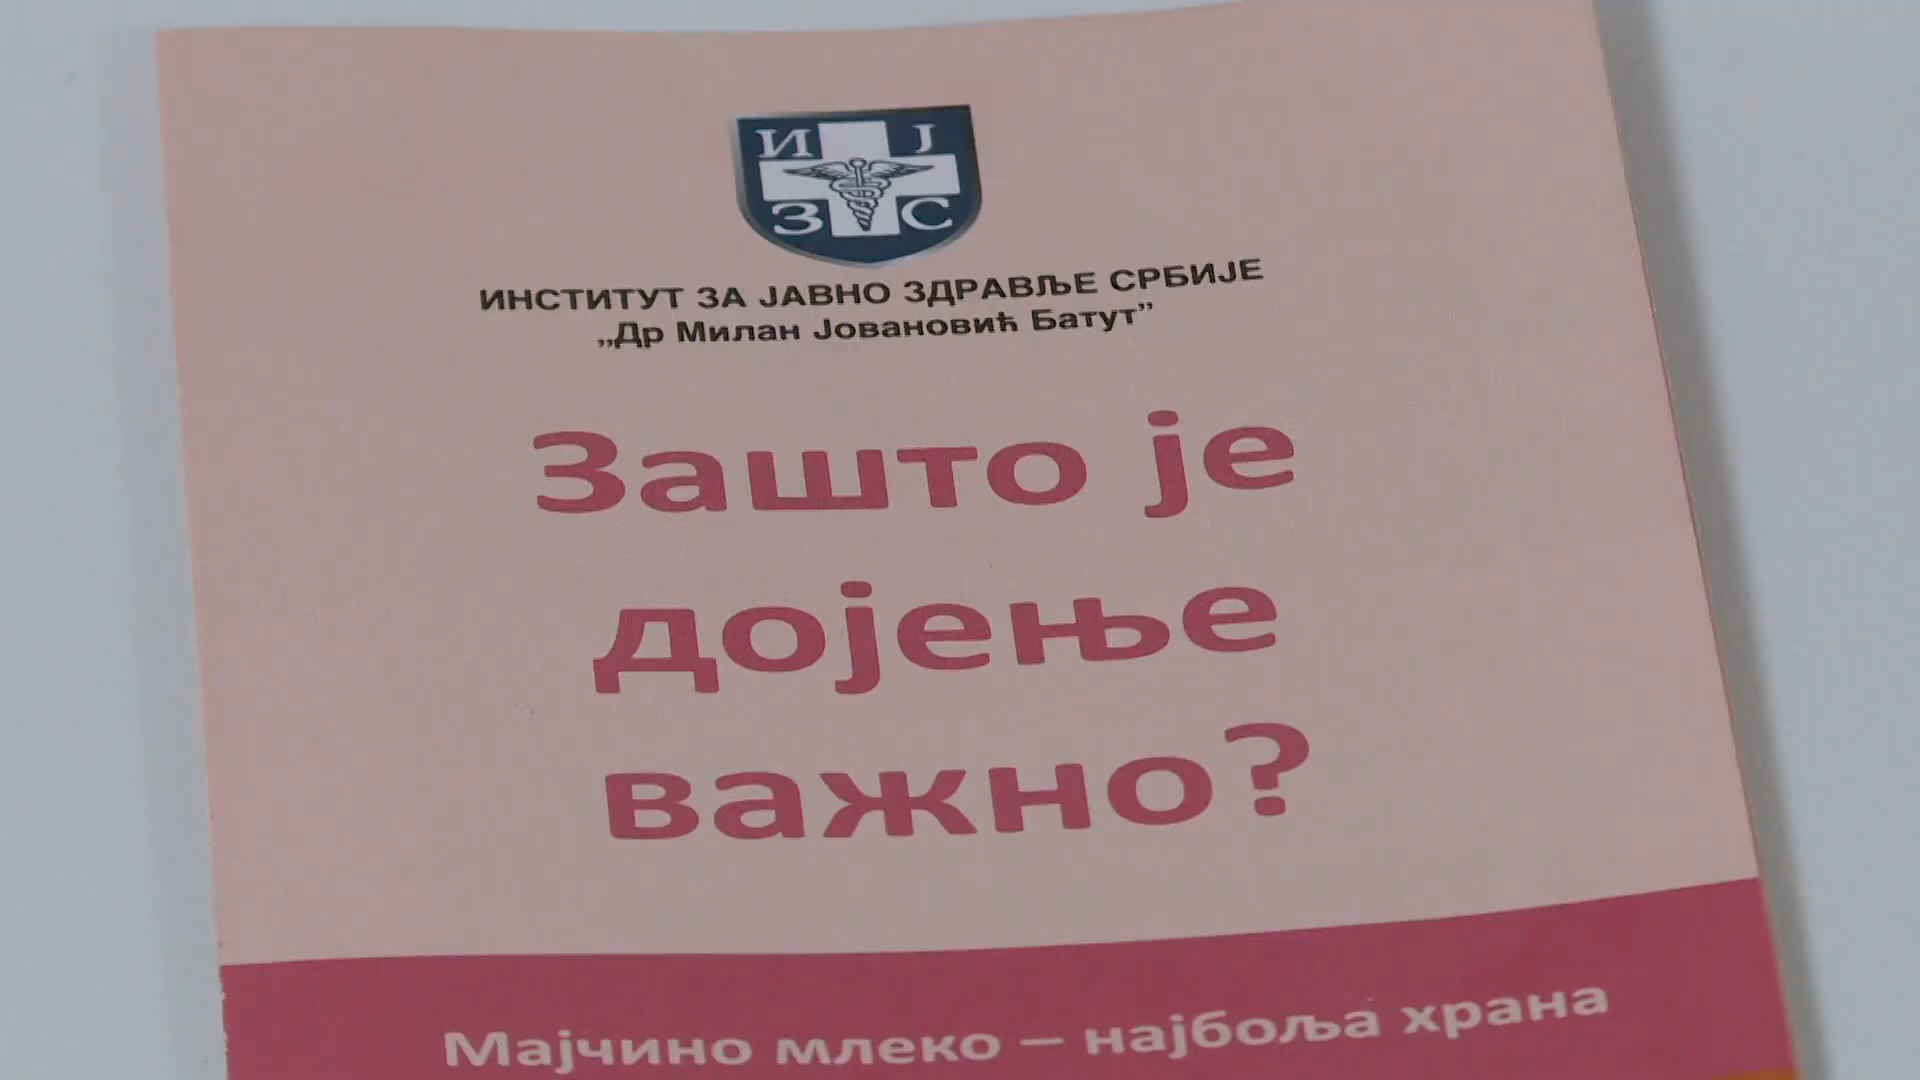 И Ј
З С
ИНСТИТУТ ЗА ЈАВНО ЗДРАВЉЕ СРБИЈЕ
„Др Милан Јовановић Батут”
Зашто је
дојење
важно?
Мајчино млеко – најбоља храна